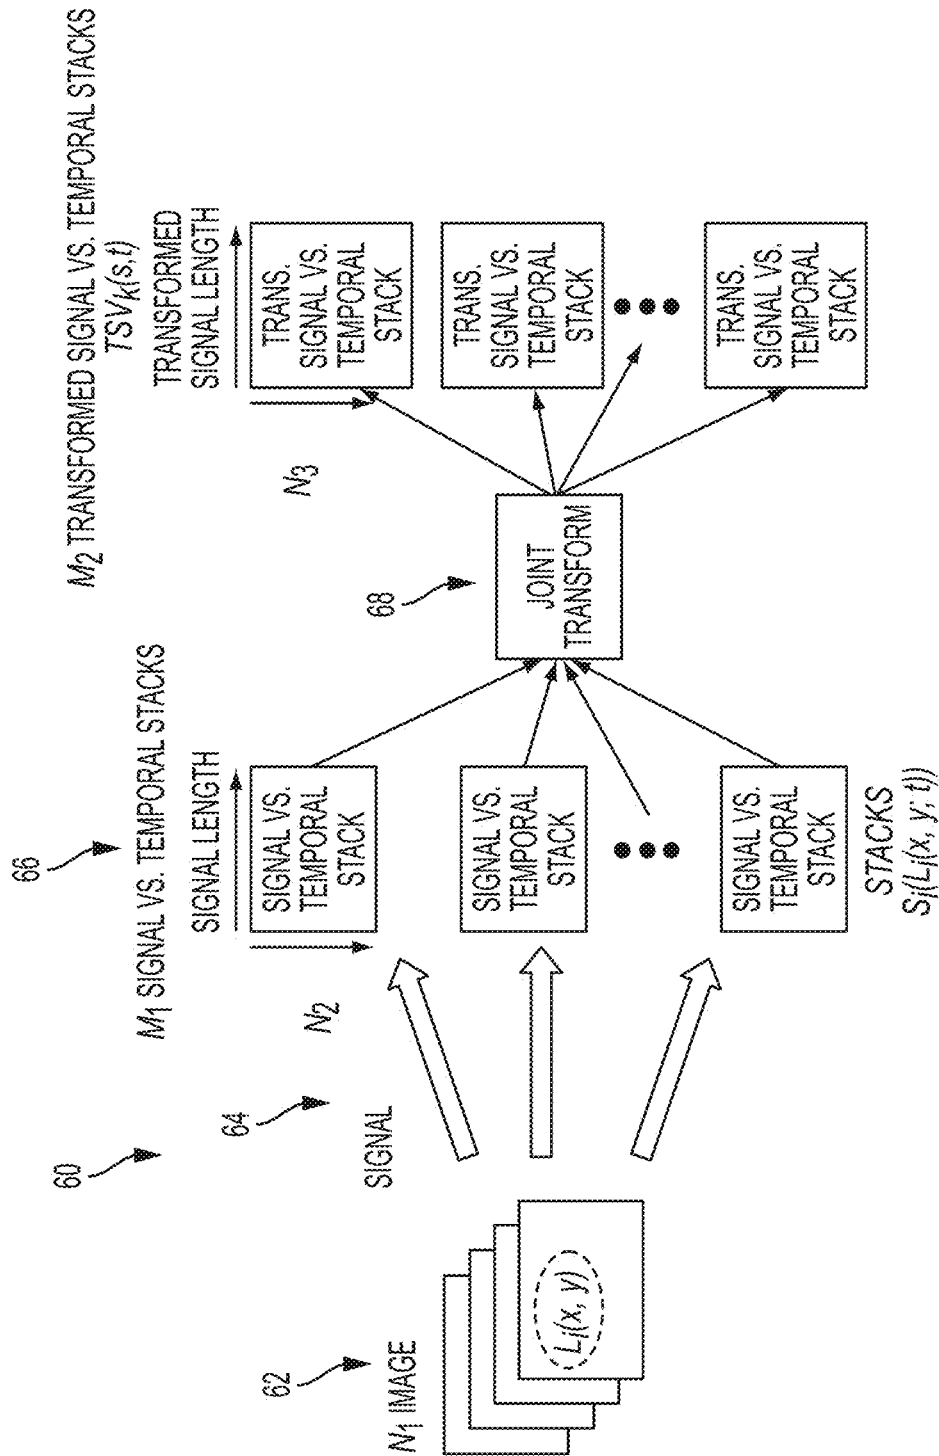 60
62
N1 IMAGE
Li(x, y)
64
SIGNAL
66
M1 SIGNAL VS. TEMPORAL STACKS
SIGNAL LENGTH
N2
SIGNAL VS.
TEMPORAL
STACK
SIGNAL VS.
TEMPORAL
STACK
SIGNAL VS.
TEMPORAL
STACK
STACKS
Si(Li(x, y; t))
68
JOINT
TRANSFORM
M2 TRANSFORMED SIGNAL VS. TEMPORAL STACKS
TSVk(s,t)
TRANSFORMED
SIGNAL LENGTH
N3
TRANS.
SIGNAL VS.
TEMPORAL
STACK
TRANS.
SIGNAL VS.
TEMPORAL
STACK
TRANS.
SIGNAL VS.
TEMPORAL
STACK